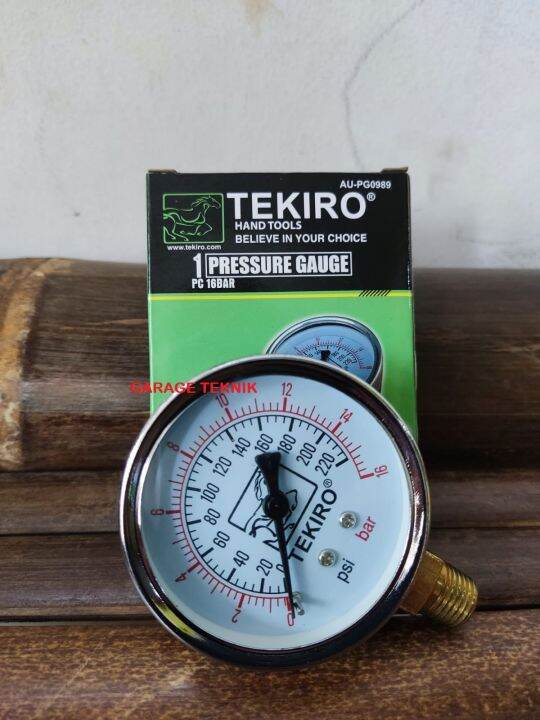 AU-PG0989
TEKIRO®
HAND TOOLS
BELIEVE IN YOUR CHOICE
www.tekiro.com
1 PRESSURE GAUGE
PC 16BAR
GARAGE TEKNIK
0 2 4 6 8 10 12 14 16
0 20 40 60 80 100 120 140 160 180 200 220
TEKIRO®
psi
bar